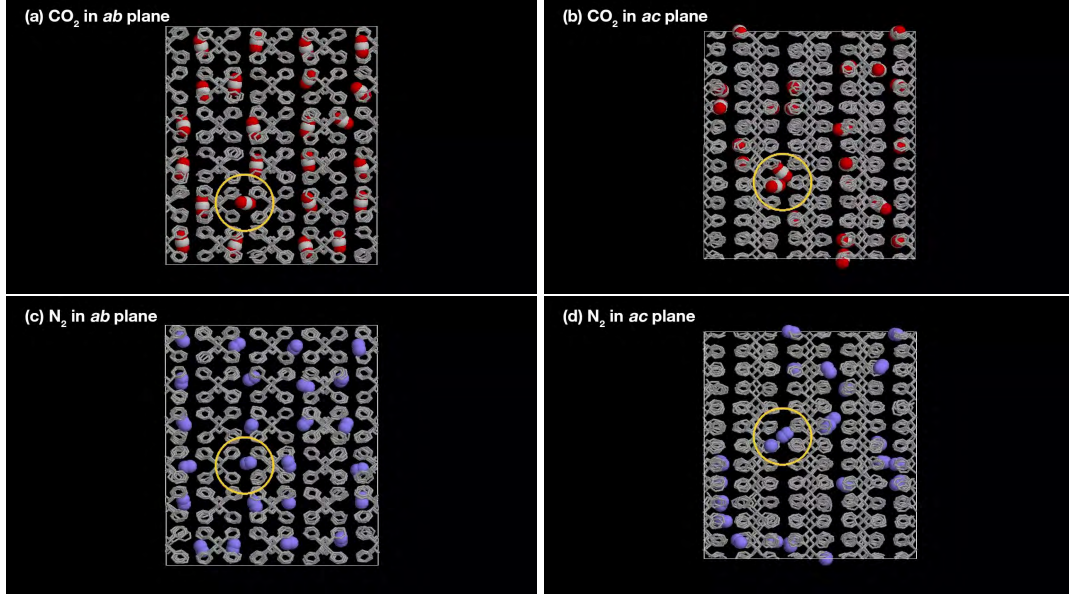 (a) CO₂ in ab plane
(b) CO₂ in ac plane
(c) N₂ in ab plane
(d) N₂ in ac plane